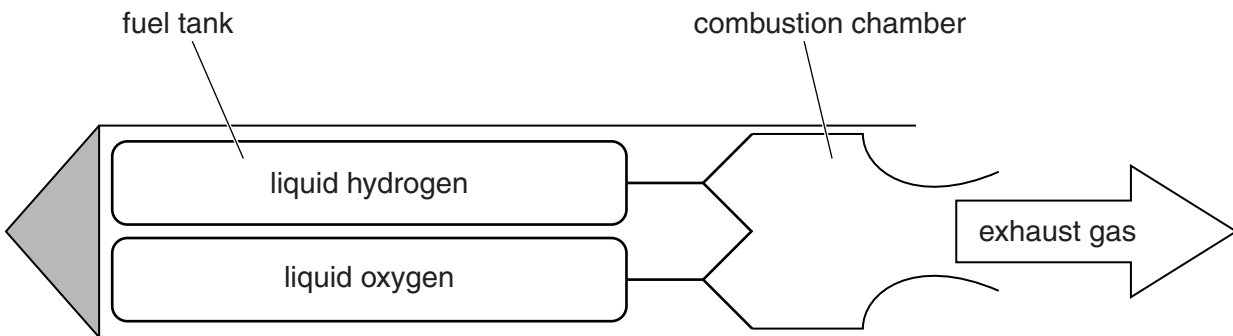 fuel tank
combustion chamber
liquid hydrogen
liquid oxygen
exhaust gas